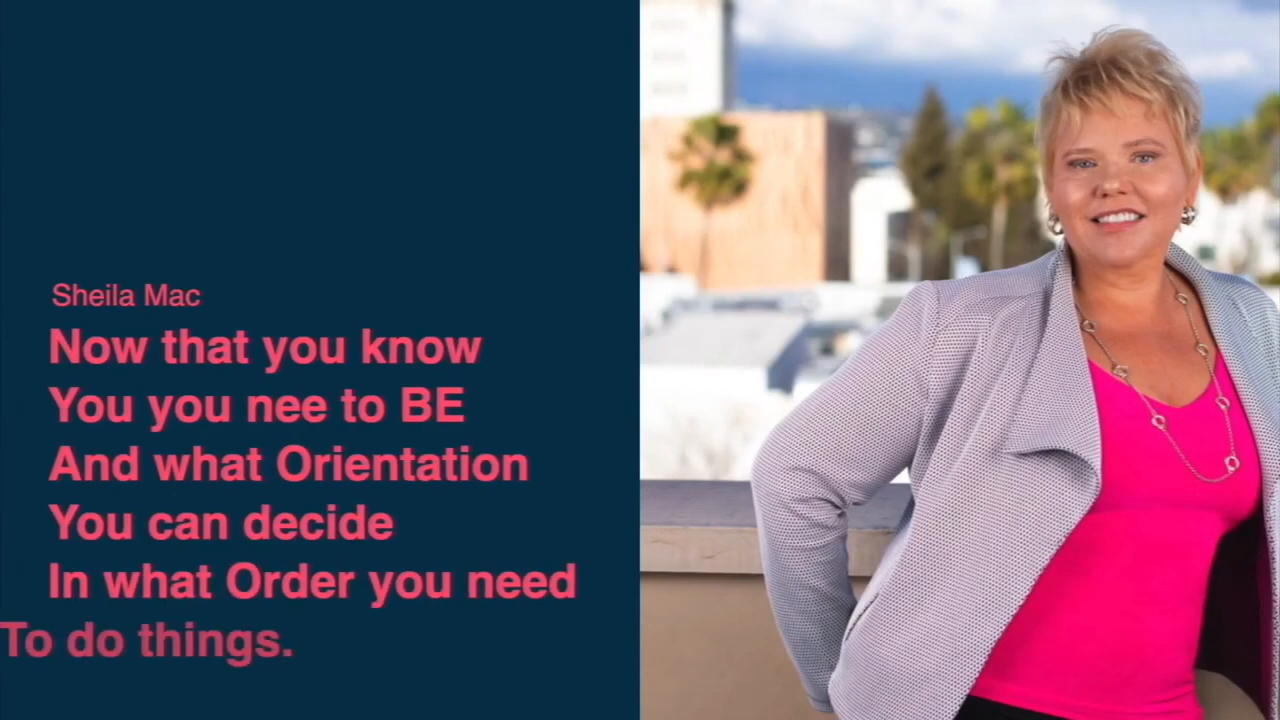 Sheila Mac
Now that you know
You you nee to BE
And what Orientation
You can decide
In what Order you need
To do things.